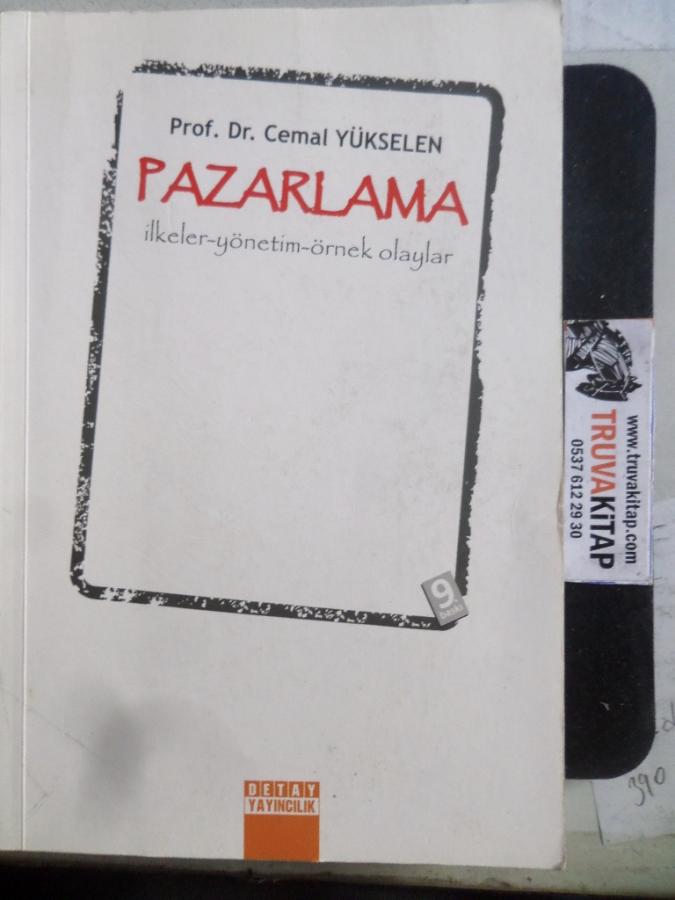 Prof. Dr. Cemal YÜKSELEN
PAZARLAMA
ilkeler-yönetim-örnek olaylar
9.
baskı
DETAY
YAYINCILIK
www.truvakitap.com
TRUVAKİTAP
0537 612 29 30
390